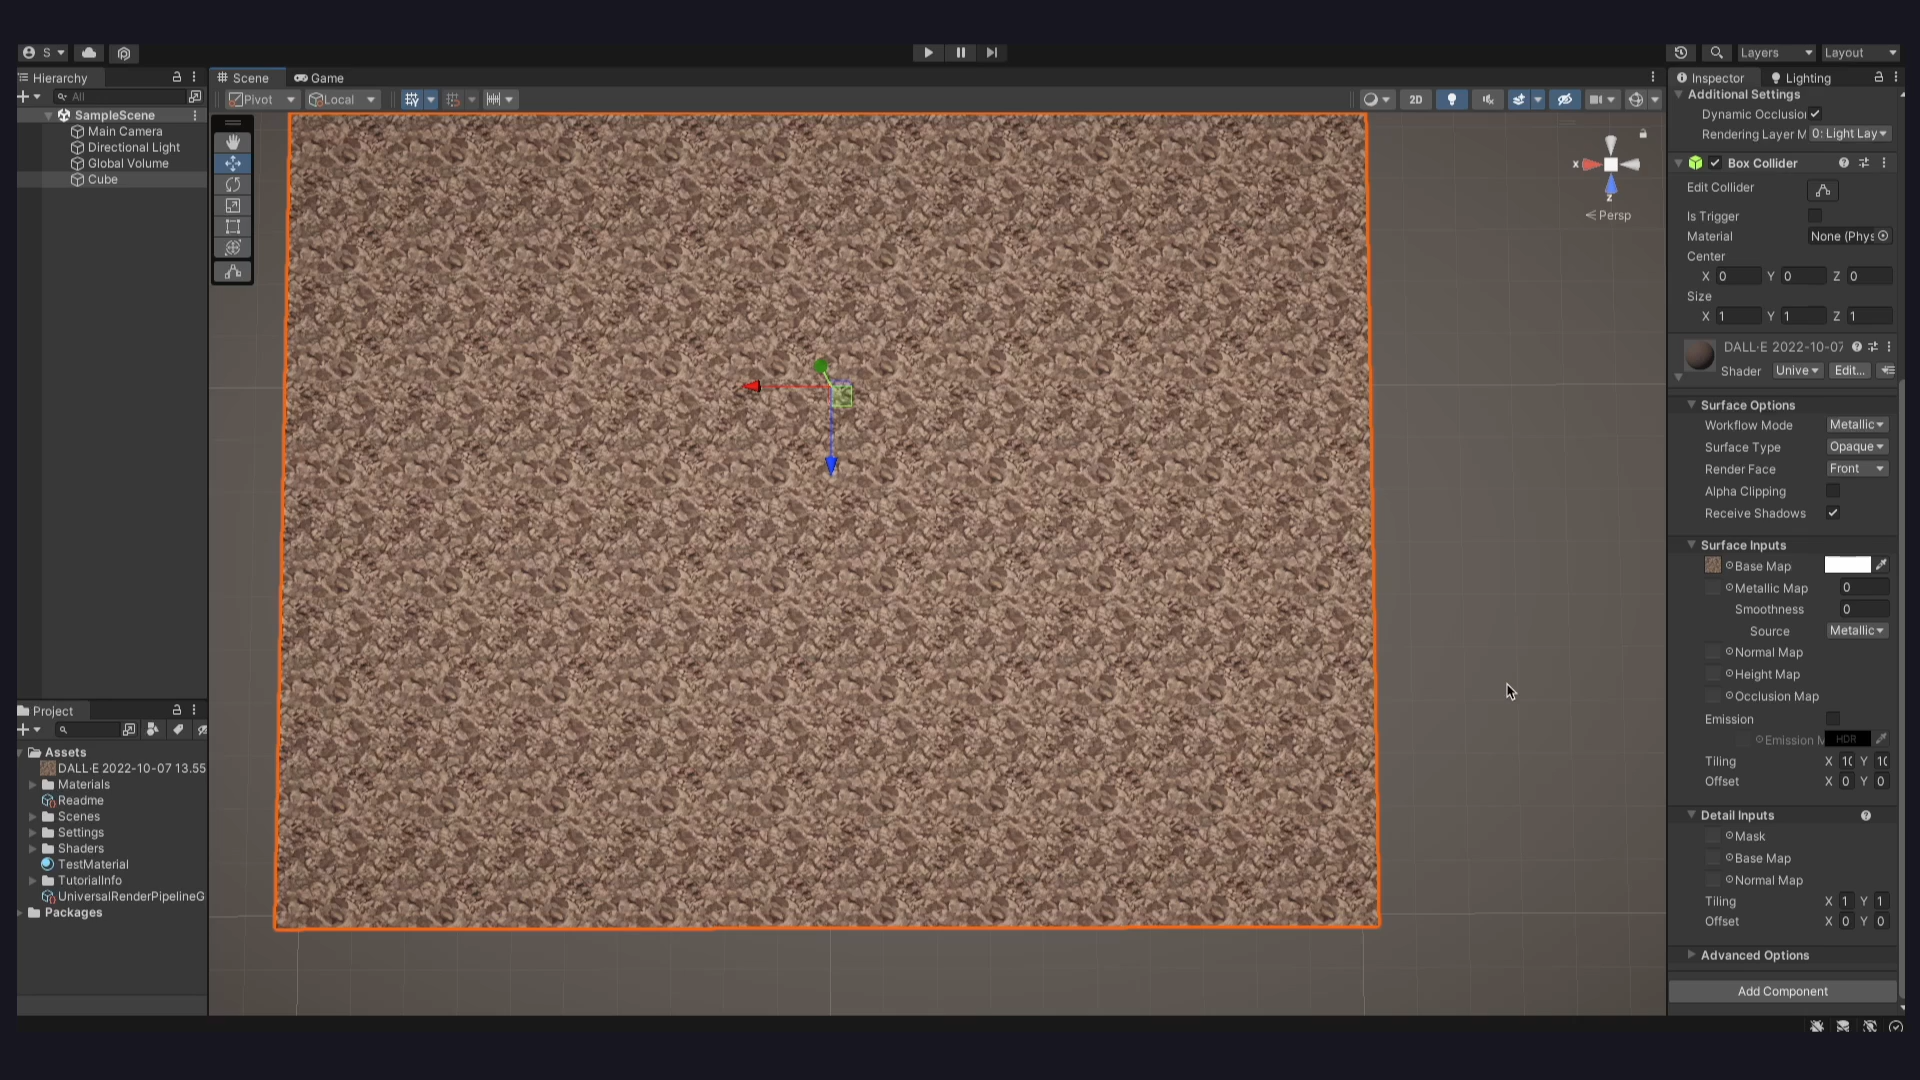 S
Layers
Layout
Hierarchy
All
SampleScene
Main Camera
Directional Light
Global Volume
Cube
Project
Assets
DALL·E 2022-10-07 13.55
Materials
Readme
Scenes
Settings
Shaders
TestMaterial
TutorialInfo
UniversalRenderPipelineG
Packages
Scene
Game
Pivot
Local
2D
x
z
Persp
Inspector
Lighting
Additional Settings
Dynamic Occlusion
Rendering Layer M 0: Light Lay
Box Collider
Edit Collider
Is Trigger
Material None (Phys
Center
X 0 Y 0 Z 0
Size
X 1 Y 1 Z 1
DALL·E 2022-10-07
Shader Unive Edit...
Surface Options
Workflow Mode Metallic
Surface Type Opaque
Render Face Front
Alpha Clipping
Receive Shadows
Surface Inputs
Base Map
Metallic Map 0
Smoothness 0
Source Metallic
Normal Map
Height Map
Occlusion Map
Emission
Emission M HDR
Tiling X 10 Y 10
Offset X 0 Y 0
Detail Inputs
Mask
Base Map
Normal Map
Tiling X 1 Y 1
Offset X 0 Y 0
Advanced Options
Add Component